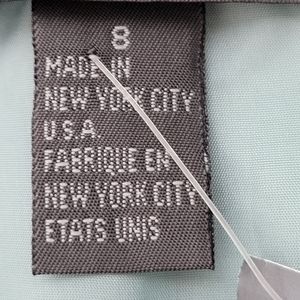 8
MADE IN
NEW YORK CITY
U.S.A.
FABRIQUE EN
NEW YORK CITY
ETATS UNIS